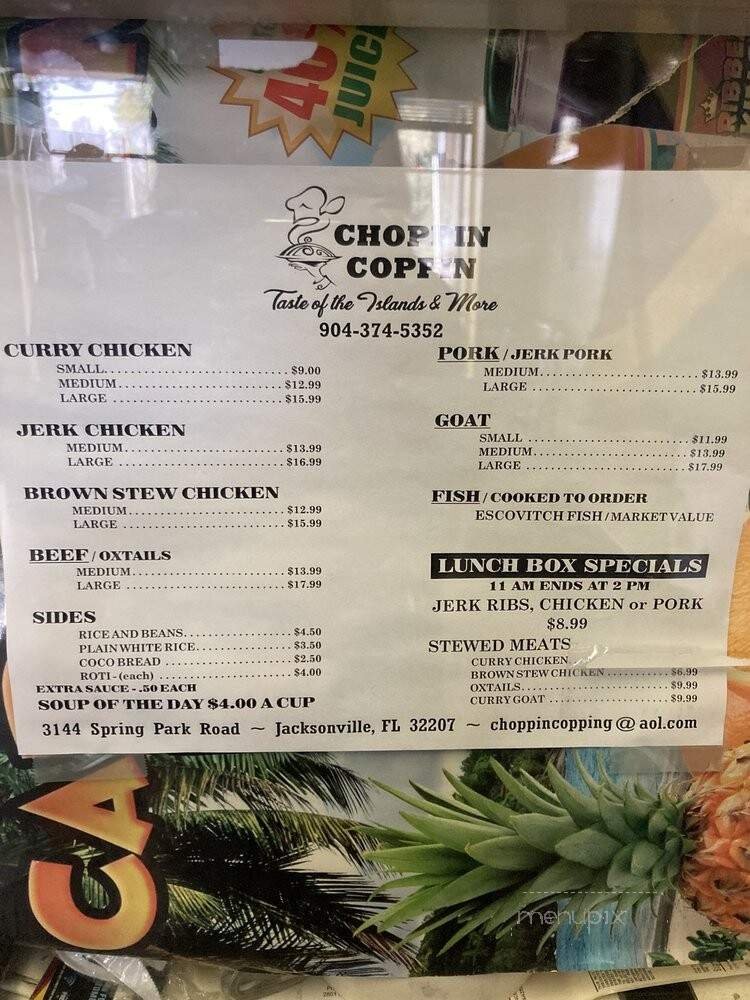 40%
JUICE
RIBBE
CHOPPIN
COPPIN
Taste of the Islands & More
904-374-5352
CURRY CHICKEN
SMALL........................... $9.00
MEDIUM......................... $12.99
LARGE .......................... $15.99
JERK CHICKEN
MEDIUM......................... $13.99
LARGE .......................... $16.99
BROWN STEW CHICKEN
MEDIUM......................... $12.99
LARGE .......................... $15.99
BEEF / OXTAILS
MEDIUM......................... $13.99
LARGE .......................... $17.99
SIDES
RICE AND BEANS................. $4.50
PLAIN WHITE RICE............... $3.50
COCO BREAD ..................... $2.50
ROTI - (each) .................. $4.00
EXTRA SAUCE - .50 EACH
SOUP OF THE DAY $4.00 A CUP
PORK / JERK PORK
MEDIUM......................... $13.99
LARGE .......................... $15.99
GOAT
SMALL .......................... $11.99
MEDIUM......................... $13.99
LARGE .......................... $17.99
FISH / COOKED TO ORDER
ESCOVITCH FISH / MARKET VALUE
LUNCH BOX SPECIALS
11 AM ENDS AT 2 PM
JERK RIBS, CHICKEN or PORK
$8.99
STEWED MEATS
CURRY CHICKEN
BROWN STEW CHICKEN ........... $6.99
OXTAILS......................... $9.99
CURRY GOAT ..................... $9.99
3144 Spring Park Road ~ Jacksonville, FL 32207 ~ choppincopping@aol.com
CA
menupix